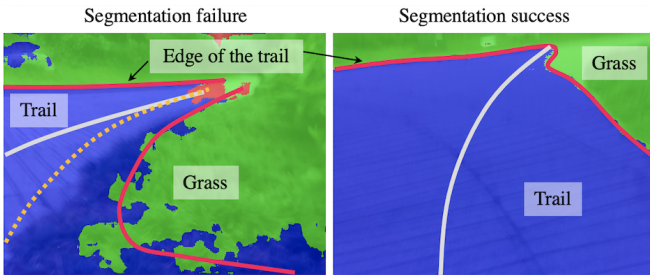 Segmentation failure
Segmentation success
Edge of the trail
Trail
Grass
Grass
Trail